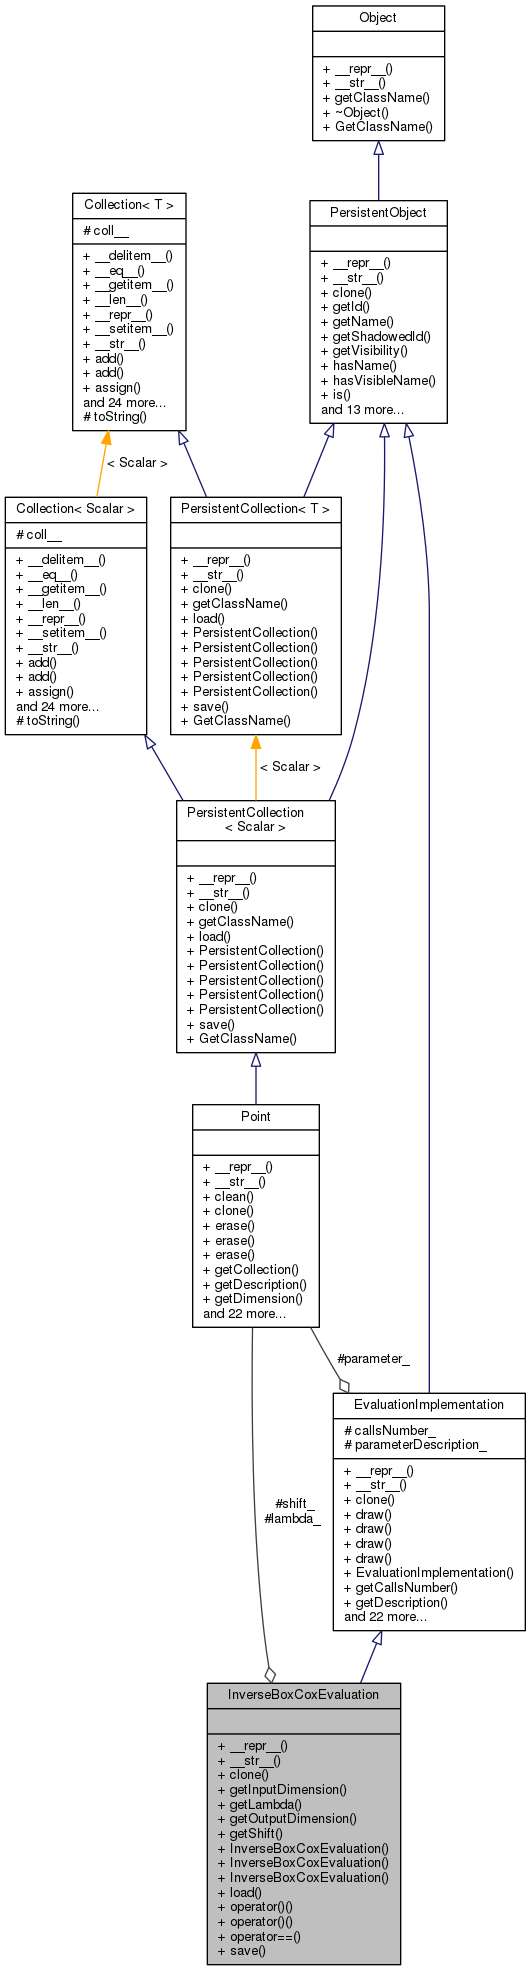 Object
+ __repr__()
+ __str__()
+ getClassName()
+ ~Object()
+ GetClassName()
Collection< T >
# coll__
+ __delitem__()
+ __eq__()
+ __getitem__()
+ __len__()
+ __repr__()
+ __setitem__()
+ __str__()
+ add()
+ add()
+ assign()
and 24 more...
# toString()
PersistentObject
+ __repr__()
+ __str__()
+ clone()
+ getId()
+ getName()
+ getShadowedId()
+ getVisibility()
+ hasName()
+ hasVisibleName()
+ is()
and 13 more...
< Scalar >
Collection< Scalar >
# coll__
+ __delitem__()
+ __eq__()
+ __getitem__()
+ __len__()
+ __repr__()
+ __setitem__()
+ __str__()
+ add()
+ add()
+ assign()
and 24 more...
# toString()
PersistentCollection< T >
+ __repr__()
+ __str__()
+ clone()
+ getClassName()
+ load()
+ PersistentCollection()
+ PersistentCollection()
+ PersistentCollection()
+ PersistentCollection()
+ PersistentCollection()
+ save()
+ GetClassName()
< Scalar >
PersistentCollection
< Scalar >
+ __repr__()
+ __str__()
+ clone()
+ getClassName()
+ load()
+ PersistentCollection()
+ PersistentCollection()
+ PersistentCollection()
+ PersistentCollection()
+ PersistentCollection()
+ save()
+ GetClassName()
Point
+ __repr__()
+ __str__()
+ clean()
+ clone()
+ erase()
+ erase()
+ erase()
+ getCollection()
+ getDescription()
+ getDimension()
and 22 more...
#parameter_
EvaluationImplementation
# callsNumber_
# parameterDescription_
+ __repr__()
+ __str__()
+ clone()
+ draw()
+ draw()
+ draw()
+ draw()
+ EvaluationImplementation()
+ getCallsNumber()
+ getDescription()
and 22 more...
#shift_
#lambda_
InverseBoxCoxEvaluation
+ __repr__()
+ __str__()
+ clone()
+ getInputDimension()
+ getLambda()
+ getOutputDimension()
+ getShift()
+ InverseBoxCoxEvaluation()
+ InverseBoxCoxEvaluation()
+ InverseBoxCoxEvaluation()
+ load()
+ operator()()
+ operator()()
+ operator==()
+ save()